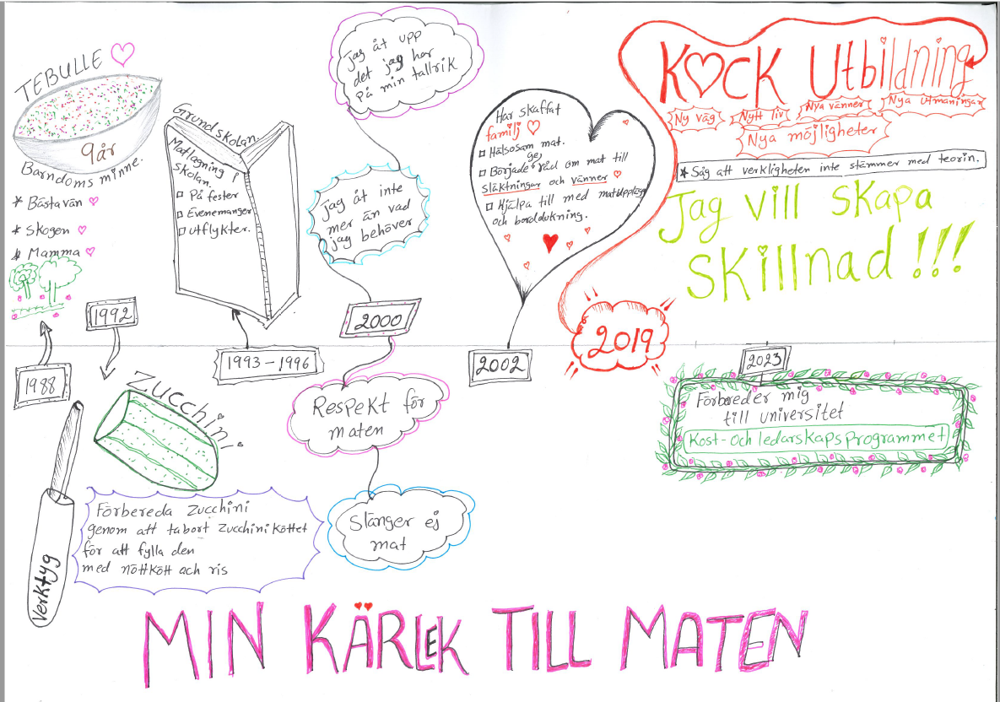 TEBULLE
9år
Barndoms minne.
* Bästa vän
* Skogen
* Mamma
1988
1992
Grundskolan.
Matlagning i
skolan.
På fester
Evenemanger
utflykter.
1993-1996
Zucchini
Verktyg
Förbereda zucchini
genom att tabort zucchini köttet
för att fylla den
med nötkött och ris
Jag åt upp
det jag har
på min tallrik
Jag åt inte
mer än vad
jag behöver
2000
Respekt för
maten
Slänger ej
mat
Har skaffat
familj
Hälsosam mat.
Började ge råd om mat till
släktningar och vänner
Hjälpa till med matupplägg
och borddukning.
2002
2019
Kock Utbildning
Ny väg
Nytt liv
Nya vänner
Nya utmaningar
Nya möjligheter
* Såg att verkligheten inte stämmer med teorin.
Jag vill skapa
skillnad!!!
2023
Förbereder mig
till universitet
Kost-och ledarskapsprogrammet
MIN KÄRLEK TILL MATEN